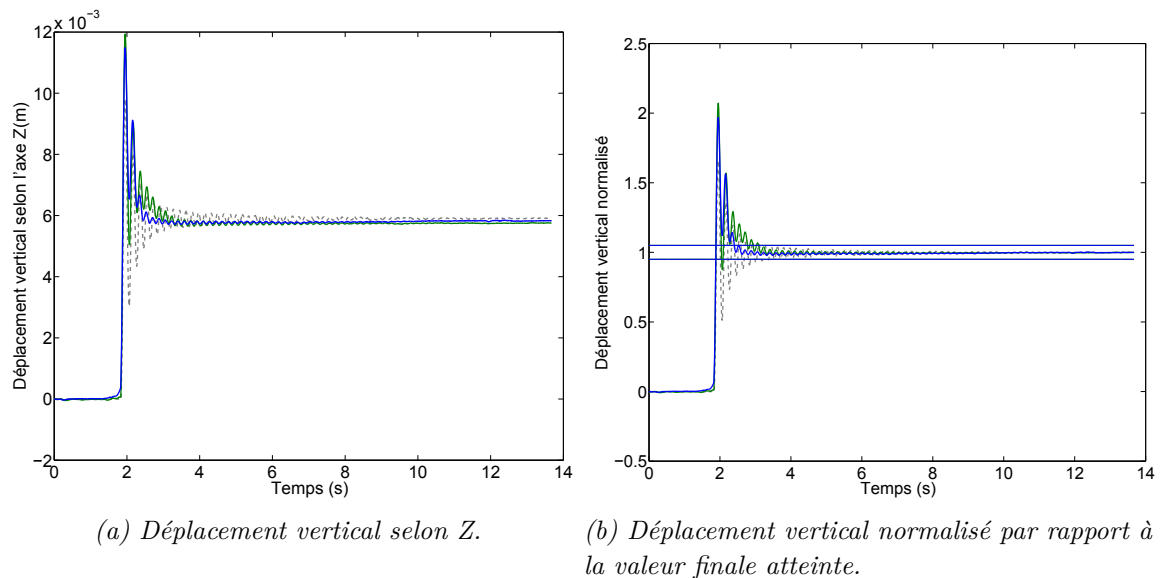 12 x 10⁻³
10
8
6
4
2
0
−2
0 2 4 6 8 10 12 14
Déplacement vertical selon l'axe Z(m)
Temps (s)
(a) Déplacement vertical selon Z.
2.5
2
1.5
1
0.5
0
−0.5
0 2 4 6 8 10 12 14
Déplacement vertical normalisé
Temps (s)
(b) Déplacement vertical normalisé par rapport à
la valeur finale atteinte.